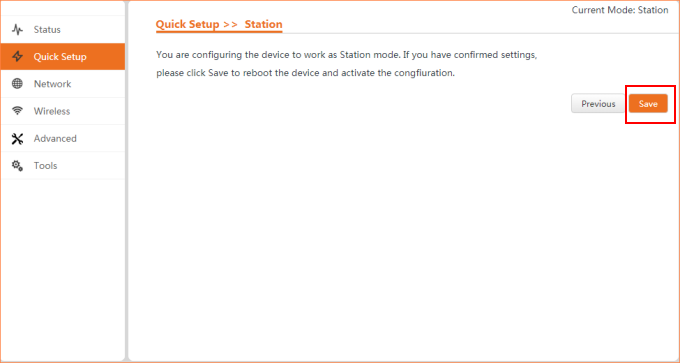 Current Mode: Station
Status
Quick Setup
Network
Wireless
Advanced
Tools
Quick Setup >> Station
You are configuring the device to work as Station mode. If you have confirmed settings,
please click Save to reboot the device and activate the congfiuration.
Previous
Save